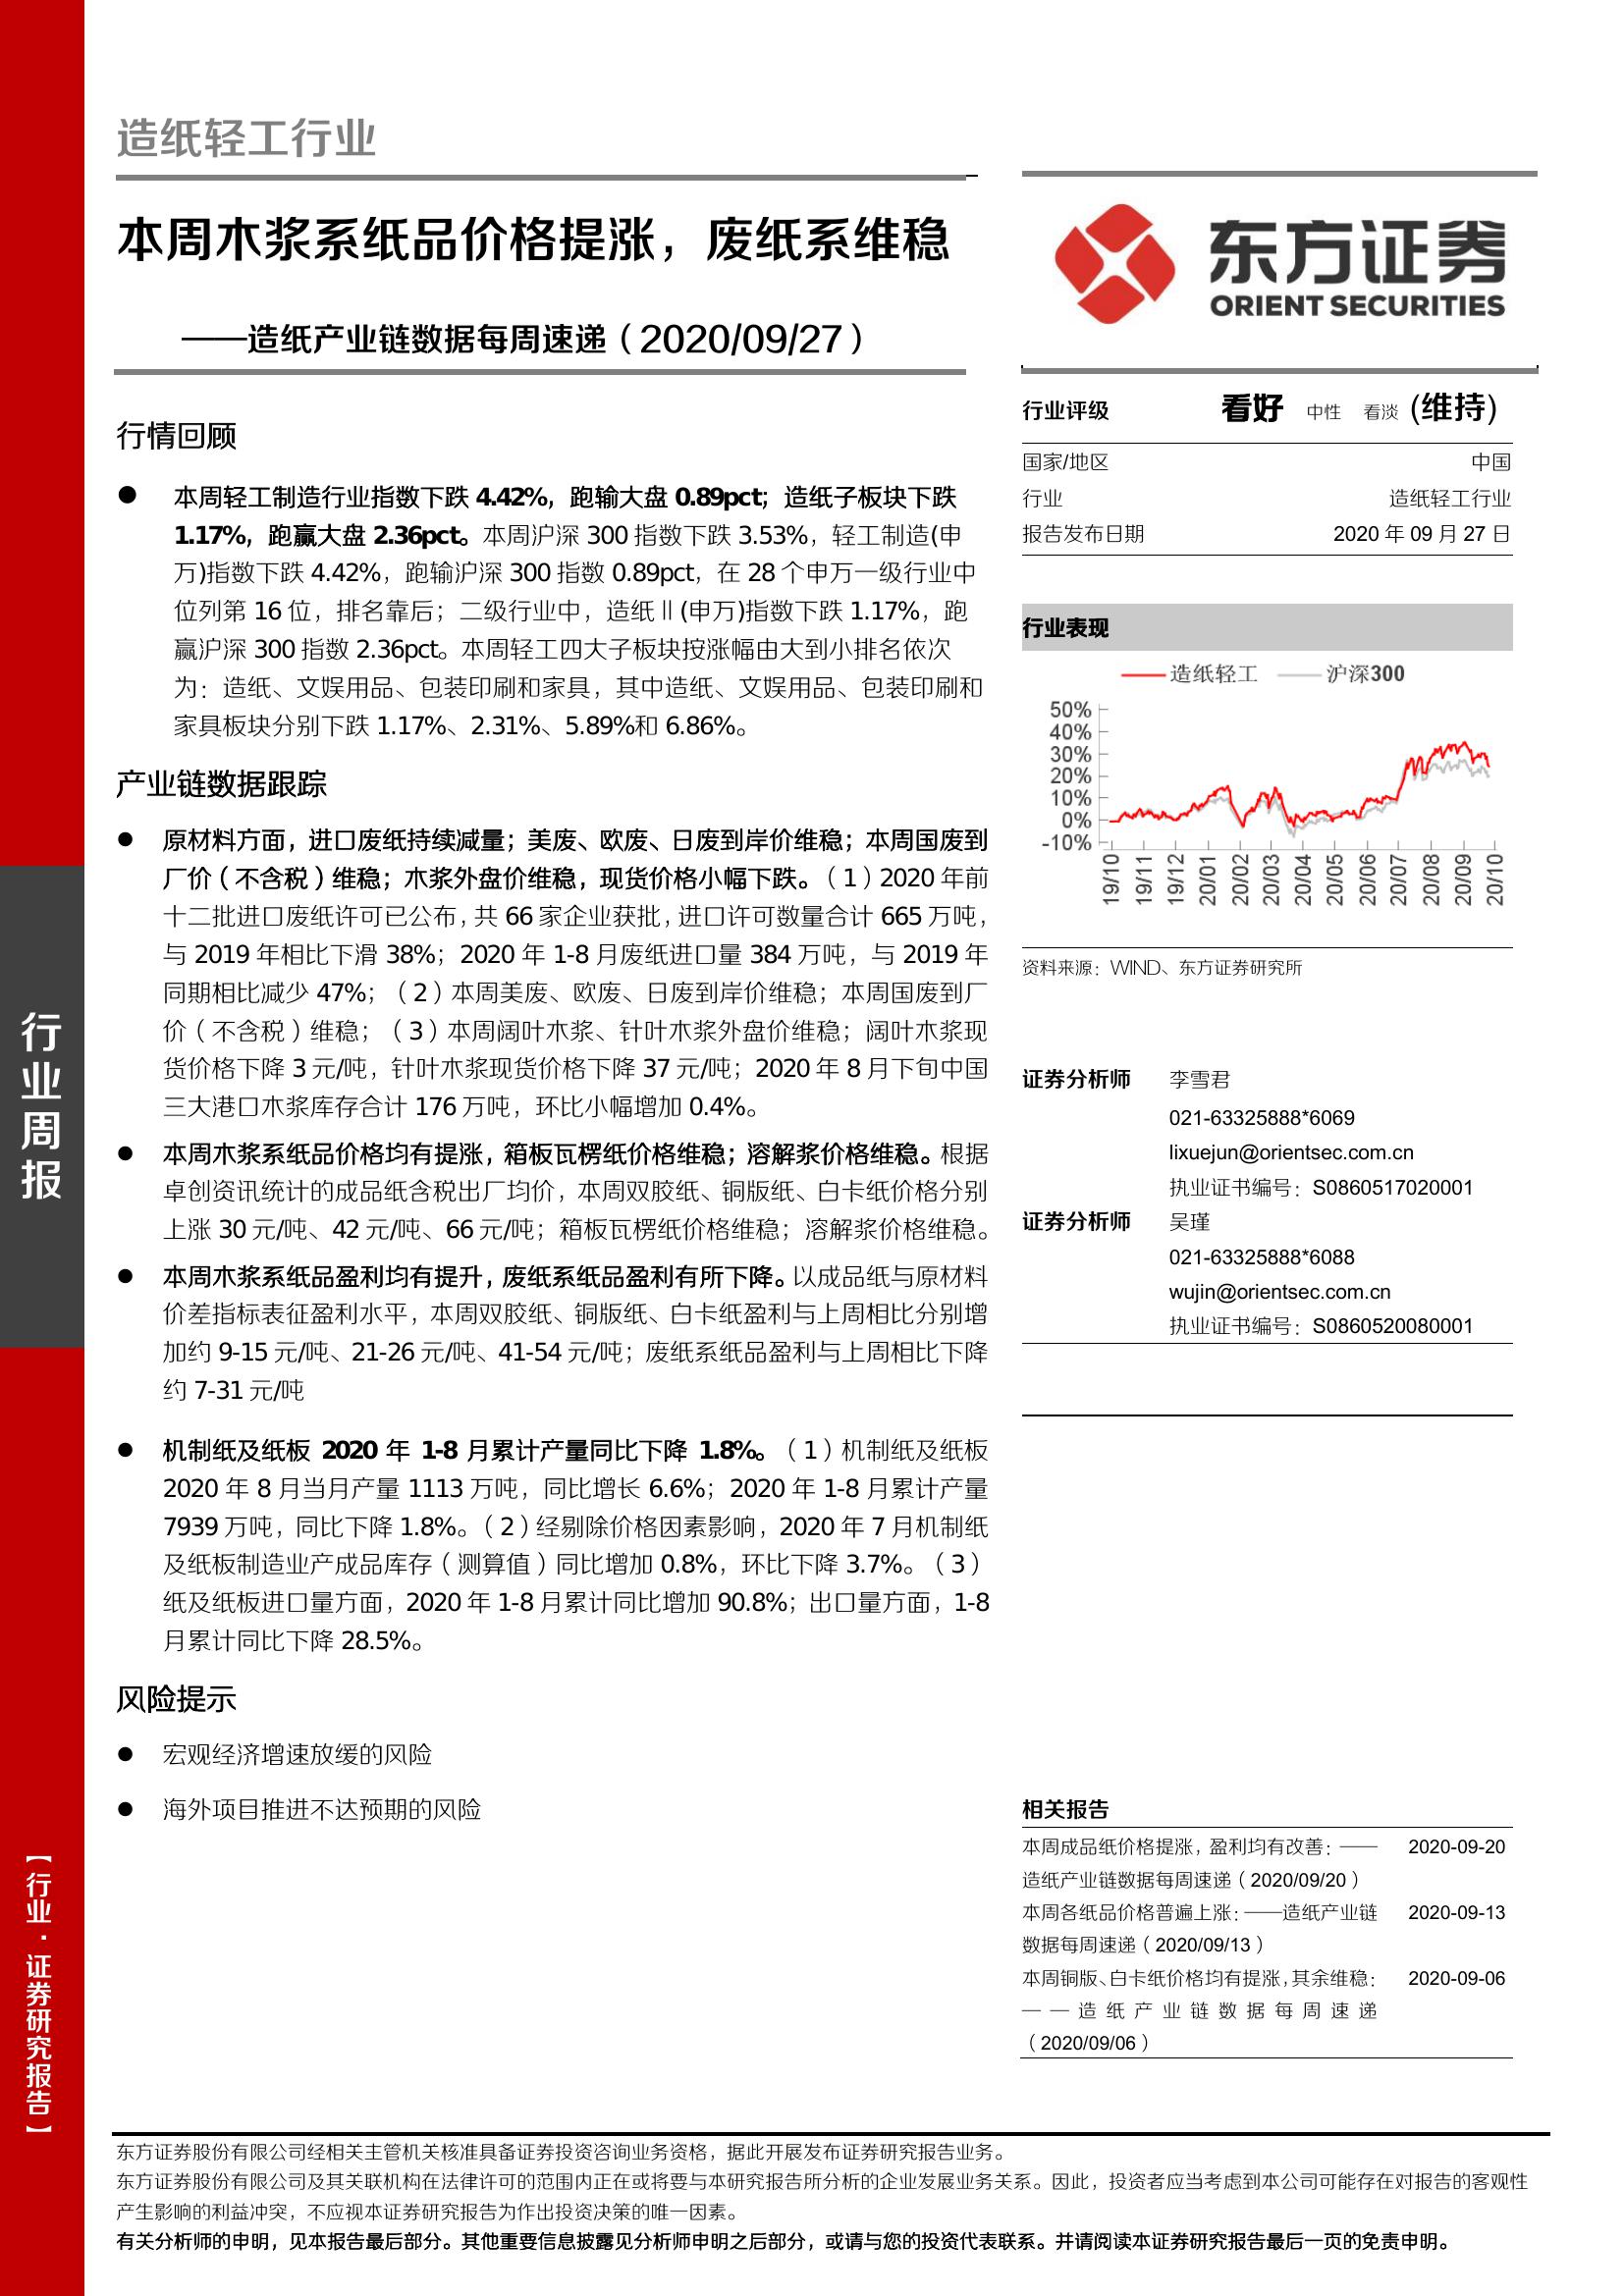 造纸轻工行业
本周木浆系纸品价格提涨，废纸系维稳
——造纸产业链数据每周速递（2020/09/27）
行情回顾
● 本周轻工制造行业指数下跌 4.42%，跑输大盘 0.89pct；造纸子板块下跌
1.17%，跑赢大盘 2.36pct。本周沪深 300 指数下跌 3.53%，轻工制造(申
万)指数下跌 4.42%，跑输沪深 300 指数 0.89pct，在 28 个申万一级行业中
位列第 16 位，排名靠后；二级行业中，造纸Ⅱ(申万)指数下跌 1.17%，跑
赢沪深 300 指数 2.36pct。本周轻工四大子板块按涨幅由大到小排名依次
为：造纸、文娱用品、包装印刷和家具，其中造纸、文娱用品、包装印刷和
家具板块分别下跌 1.17%、2.31%、5.89%和 6.86%。
产业链数据跟踪
● 原材料方面，进口废纸持续减量；美废、欧废、日废到岸价维稳；本周国废到
厂价（不含税）维稳；木浆外盘价维稳，现货价格小幅下跌。（1）2020 年前
十二批进口废纸许可已公布，共 66 家企业获批，进口许可数量合计 665 万吨，
与 2019 年相比下滑 38%；2020 年 1-8 月废纸进口量 384 万吨，与 2019 年
同期相比减少 47%；（2）本周美废、欧废、日废到岸价维稳；本周国废到厂
价（不含税）维稳；（3）本周阔叶木浆、针叶木浆外盘价维稳；阔叶木浆现
货价格下降 3 元/吨，针叶木浆现货价格下降 37 元/吨；2020 年 8 月下旬中国
三大港口木浆库存合计 176 万吨，环比小幅增加 0.4%。
● 本周木浆系纸品价格均有提涨，箱板瓦楞纸价格维稳；溶解浆价格维稳。根据
卓创资讯统计的成品纸含税出厂均价，本周双胶纸、铜版纸、白卡纸价格分别
上涨 30 元/吨、42 元/吨、66 元/吨；箱板瓦楞纸价格维稳；溶解浆价格维稳。
● 本周木浆系纸品盈利均有提升，废纸系纸品盈利有所下降。以成品纸与原材料
价差指标表征盈利水平，本周双胶纸、铜版纸、白卡纸盈利与上周相比分别增
加约 9-15 元/吨、21-26 元/吨、41-54 元/吨；废纸系纸品盈利与上周相比下降
约 7-31 元/吨
● 机制纸及纸板 2020 年 1-8 月累计产量同比下降 1.8%。（1）机制纸及纸板
2020 年 8 月当月产量 1113 万吨，同比增长 6.6%；2020 年 1-8 月累计产量
7939 万吨，同比下降 1.8%。（2）经剔除价格因素影响，2020 年 7 月机制纸
及纸板制造业产成品库存（测算值）同比增加 0.8%，环比下降 3.7%。（3）
纸及纸板进口量方面，2020 年 1-8 月累计同比增加 90.8%；出口量方面，1-8
月累计同比下降 28.5%。
风险提示
● 宏观经济增速放缓的风险
● 海外项目推进不达预期的风险
东方证券
ORIENT SECURITIES
行业评级 看好 中性 看淡 (维持)
国家/地区 中国
行业 造纸轻工行业
报告发布日期 2020 年 09 月 27 日
行业表现
造纸轻工 沪深300
50%
40%
30%
20%
10%
0%
-10%
19/10 19/11 19/12 20/01 20/02 20/03 20/04 20/05 20/06 20/07 20/08 20/09 20/10
资料来源：WIND、东方证券研究所
证券分析师 李雪君
021-63325888*6069
lixuejun@orientsec.com.cn
执业证书编号：S0860517020001
证券分析师 吴瑾
021-63325888*6088
wujin@orientsec.com.cn
执业证书编号：S0860520080001
相关报告
本周成品纸价格提涨，盈利均有改善：—— 2020-09-20
造纸产业链数据每周速递（2020/09/20）
本周各纸品价格普遍上涨：——造纸产业链 2020-09-13
数据每周速递（2020/09/13）
本周铜版、白卡纸价格均有提涨，其余维稳： 2020-09-06
——造纸产业链数据每周速递
（2020/09/06）
行业周报
【行业·证券研究报告】
东方证券股份有限公司经相关主管机关核准具备证券投资咨询业务资格，据此开展发布证券研究报告业务。
东方证券股份有限公司及其关联机构在法律许可的范围内正在或将要与本研究报告所分析的企业发展业务关系。因此，投资者应当考虑到本公司可能存在对报告的客观性
产生影响的利益冲突，不应视本证券研究报告为作出投资决策的唯一因素。
有关分析师的申明，见本报告最后部分。其他重要信息披露见分析师申明之后部分，或请与您的投资代表联系。并请阅读本证券研究报告最后一页的免责申明。